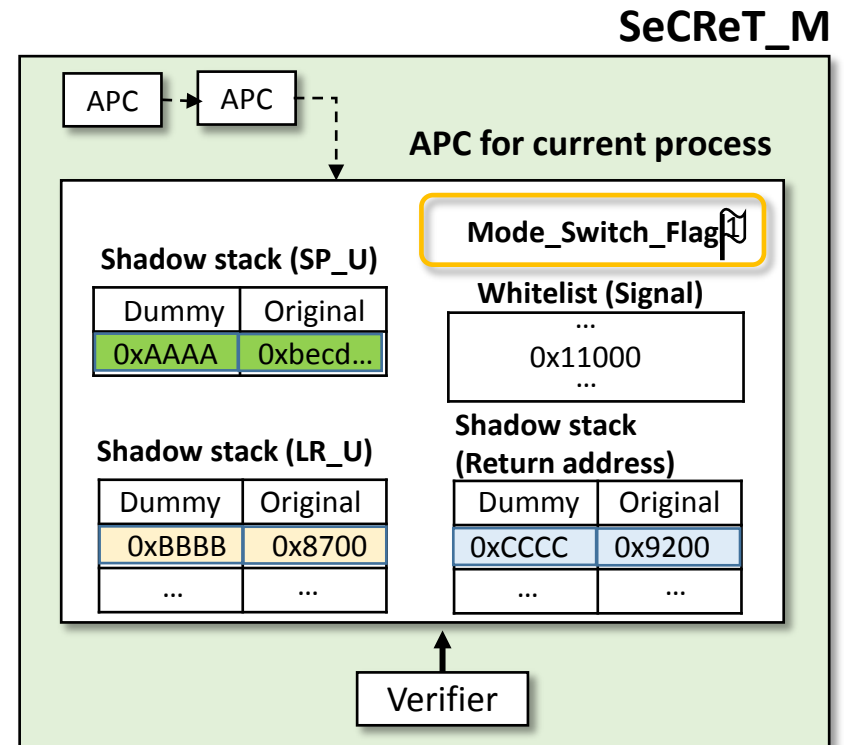 SeCReT_M
APC
APC
APC for current process
Mode_Switch_Flag
1
Shadow stack (SP_U)
Dummy Original
0xAAAA 0xbecd...
Whitelist (Signal)
...
0x11000
...
Shadow stack (LR_U)
Dummy Original
0xBBBB 0x8700
... ...
Shadow stack
(Return address)
Dummy Original
0xCCCC 0x9200
... ...
Verifier